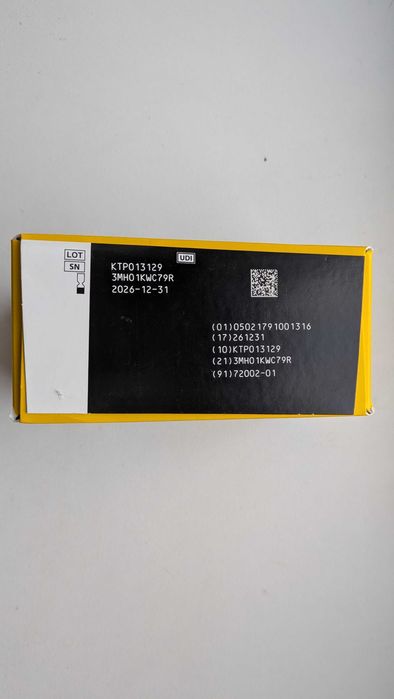 LOT
SN
UDI
KTP013129
3MH01KWC79R
2026-12-31
(01)05021791001316
(17)261231
(10)KTP013129
(21)3MH01KWC79R
(91)72002-01